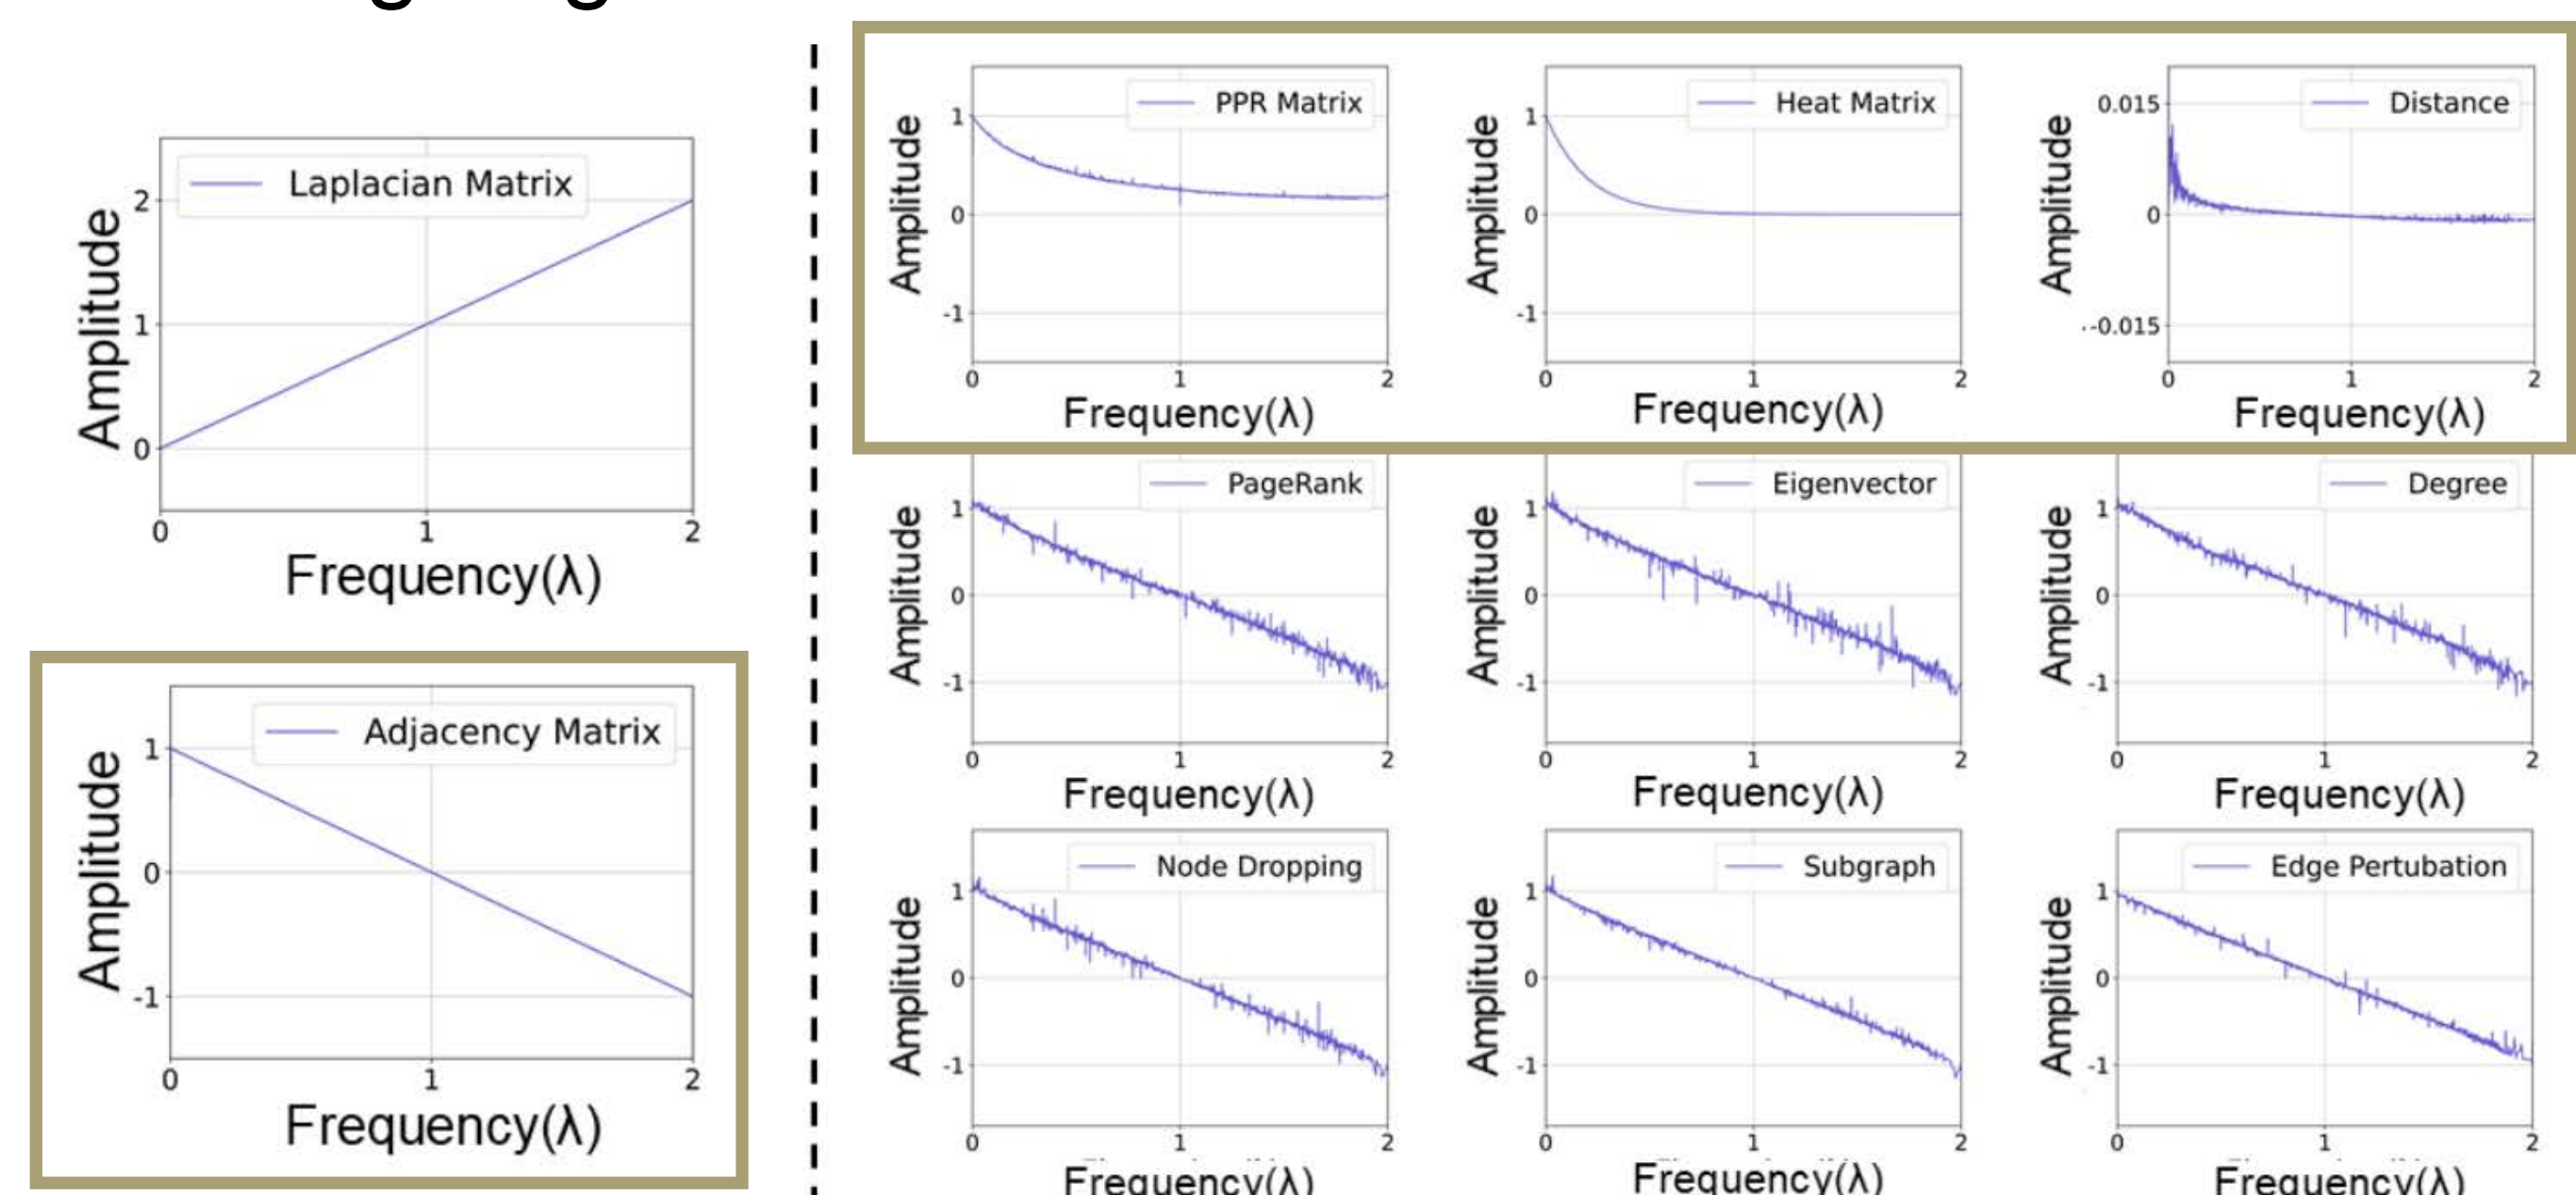 Laplacian Matrix
Amplitude
2
1
0
0 1 2
Frequency(λ)
Adjacency Matrix
Amplitude
1
0
-1
0 1 2
Frequency(λ)
PPR Matrix
Amplitude
1
0
-1
0 1 2
Frequency(λ)
Heat Matrix
Amplitude
1
0
-1
0 1 2
Frequency(λ)
Distance
Amplitude
0.015
0
-0.015
0 1 2
Frequency(λ)
PageRank
Amplitude
1
0
-1
0 1 2
Frequency(λ)
Eigenvector
Amplitude
1
0
-1
0 1 2
Frequency(λ)
Degree
Amplitude
1
0
-1
0 1 2
Frequency(λ)
Node Dropping
Amplitude
1
0
-1
0 1 2
Frequency(λ)
Subgraph
Amplitude
1
0
-1
0 1 2
Frequency(λ)
Edge Pertubation
Amplitude
1
0
-1
0 1 2
Frequency(λ)